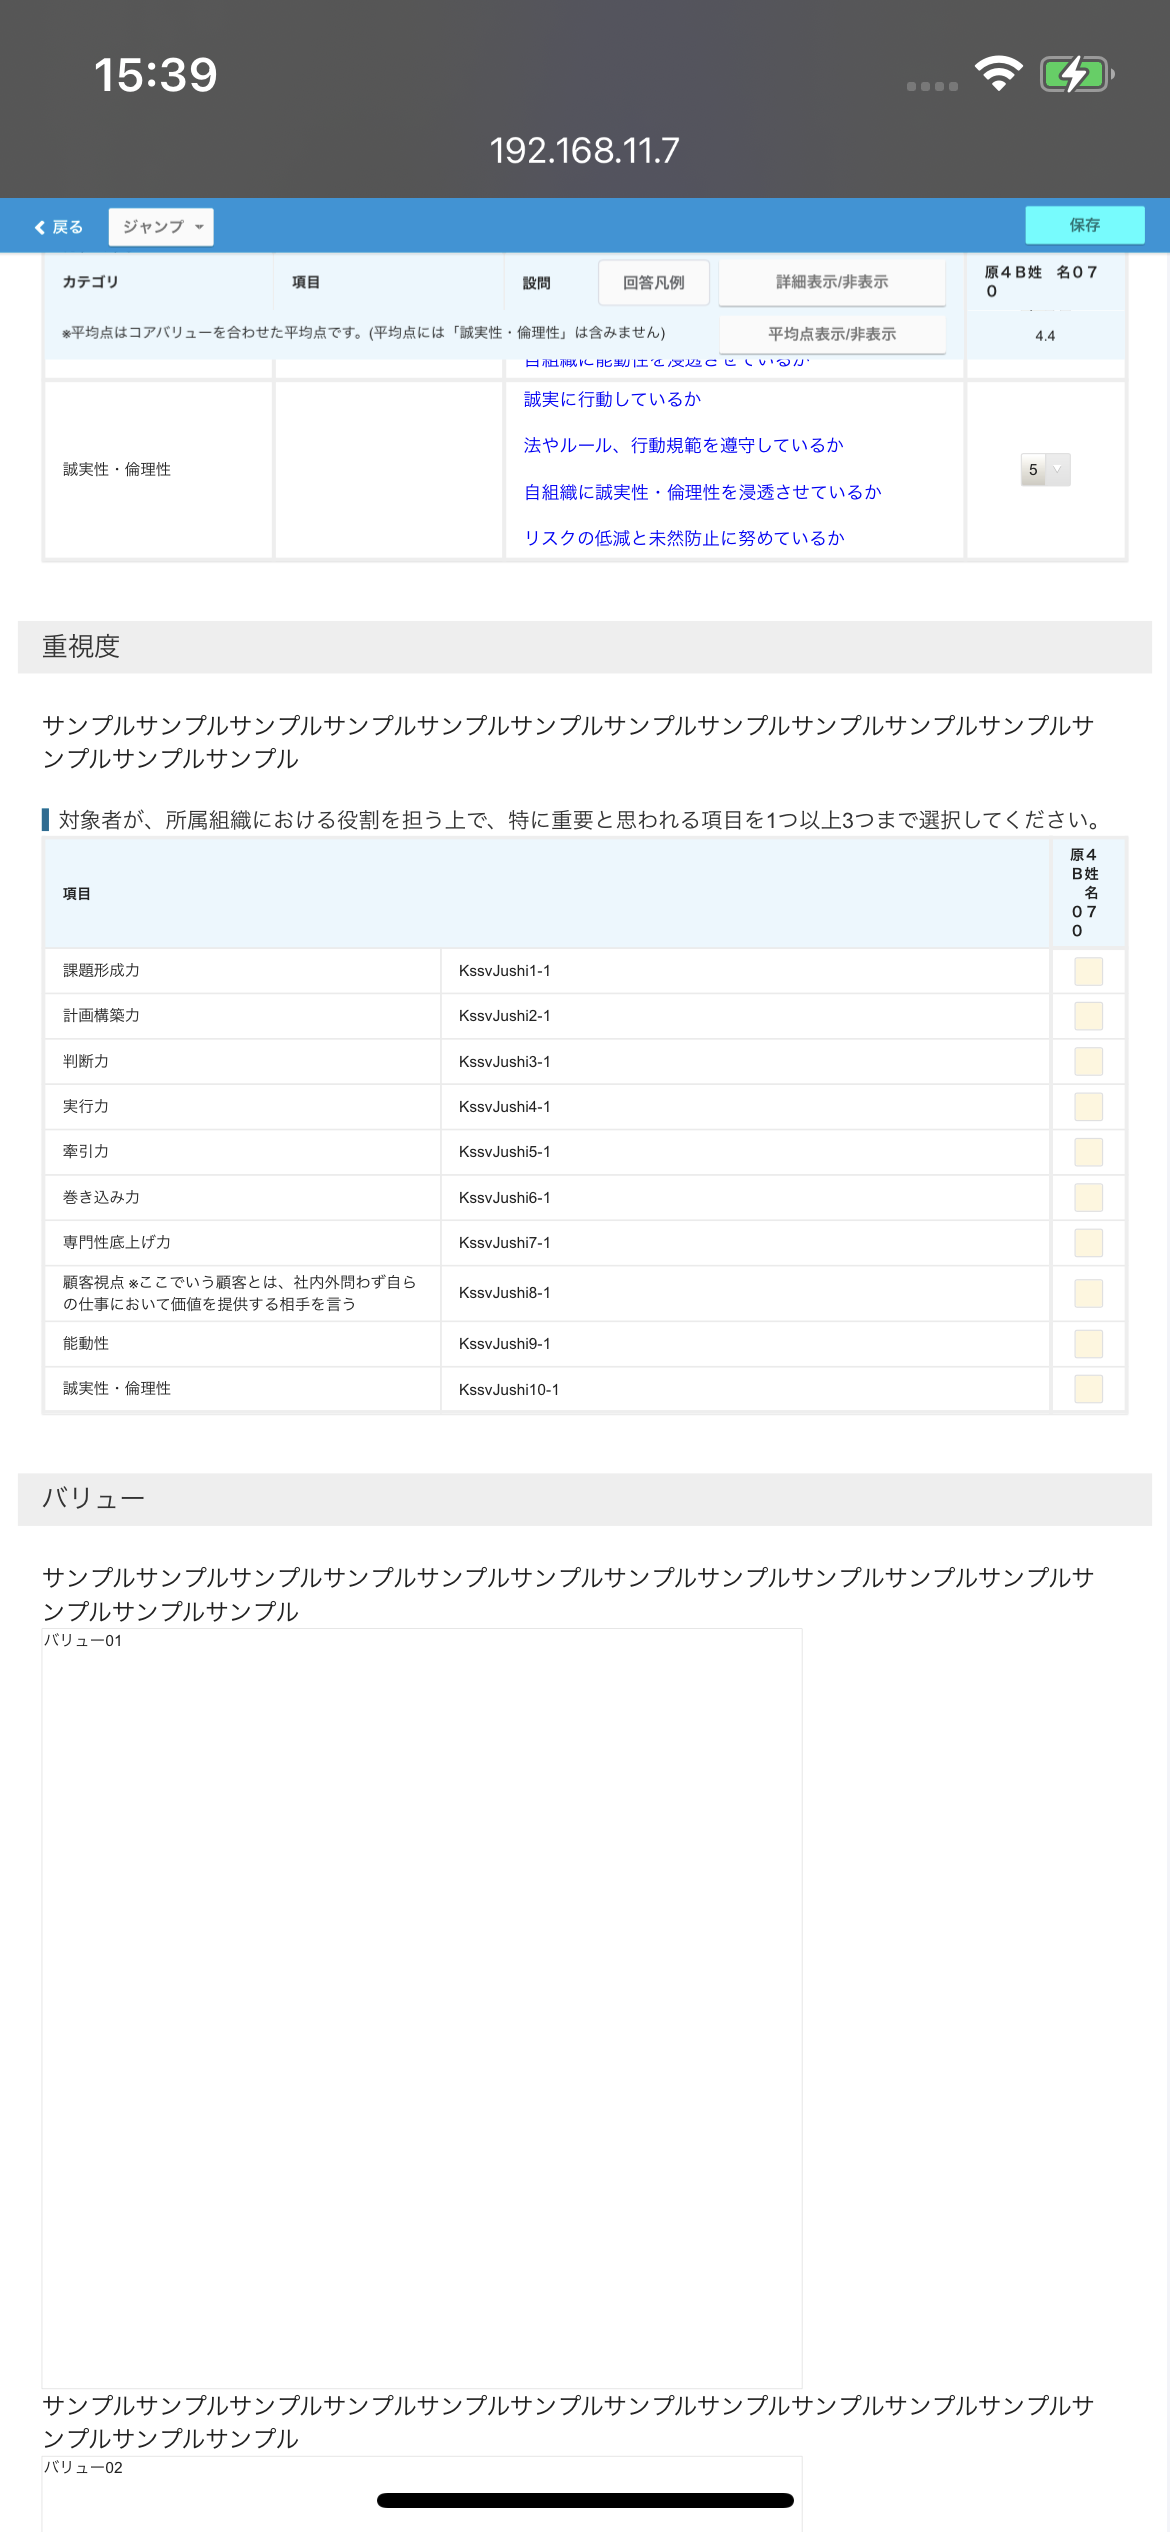 15:39
192.168.11.7
戻る ジャンプ 保存
カテゴリ 項目 設問 回答凡例 詳細表示/非表示 原４Ｂ姓　名０７
０
※平均点はコアバリューを合わせた平均点です。(平均点には「誠実性・倫理性」は含みません) 平均点表示/非表示 4.4
自組織に能動性を浸透させているか
誠実に行動しているか
法やルール、行動規範を遵守しているか
誠実性・倫理性 5
自組織に誠実性・倫理性を浸透させているか
リスクの低減と未然防止に努めているか
重視度
サンプルサンプルサンプルサンプルサンプルサンプルサンプルサンプルサンプルサンプルサンプルサ
ンプルサンプルサンプル
対象者が、所属組織における役割を担う上で、特に重要と思われる項目を1つ以上3つまで選択してください。
項目
原４
Ｂ姓
　名
０７
０
課題形成力 KssvJushi1-1
計画構築力 KssvJushi2-1
判断力 KssvJushi3-1
実行力 KssvJushi4-1
牽引力 KssvJushi5-1
巻き込み力 KssvJushi6-1
専門性底上げ力 KssvJushi7-1
顧客視点 ※ここでいう顧客とは、社内外問わず自ら
の仕事において価値を提供する相手を言う KssvJushi8-1
能動性 KssvJushi9-1
誠実性・倫理性 KssvJushi10-1
バリュー
サンプルサンプルサンプルサンプルサンプルサンプルサンプルサンプルサンプルサンプルサンプルサ
ンプルサンプルサンプル
バリュー01
サンプルサンプルサンプルサンプルサンプルサンプルサンプルサンプルサンプルサンプルサンプルサ
ンプルサンプルサンプル
バリュー02